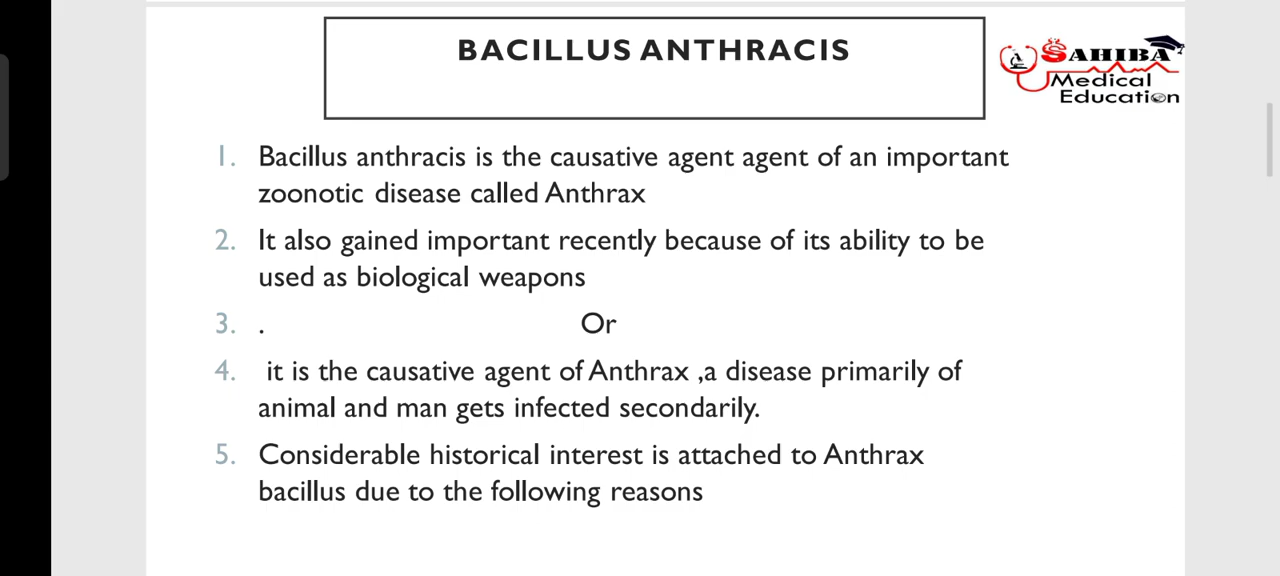 BACILLUS ANTHRACIS
SAHIBA
Medical
Education
1. Bacillus anthracis is the causative agent agent of an important
zoonotic disease called Anthrax
2. It also gained important recently because of its ability to be
used as biological weapons
3. . Or
4. it is the causative agent of Anthrax ,a disease primarily of
animal and man gets infected secondarily.
5. Considerable historical interest is attached to Anthrax
bacillus due to the following reasons